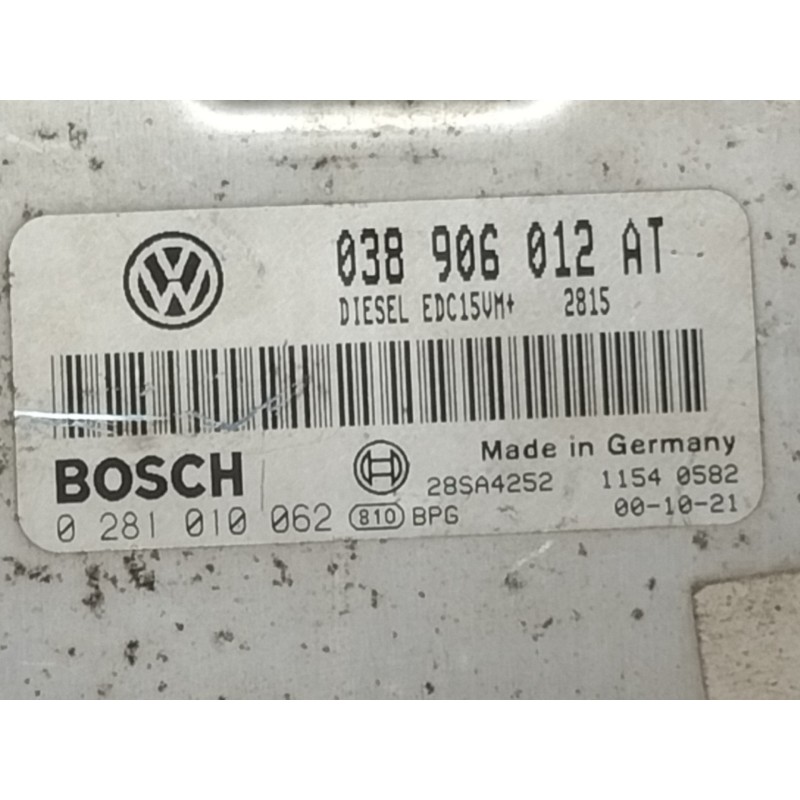 038 906 012 AT
DIESEL EDC15VM+ 2815
Made in Germany
BOSCH
28SA4252 1154 0582
0 281 010 062 810 BPG 00-10-21